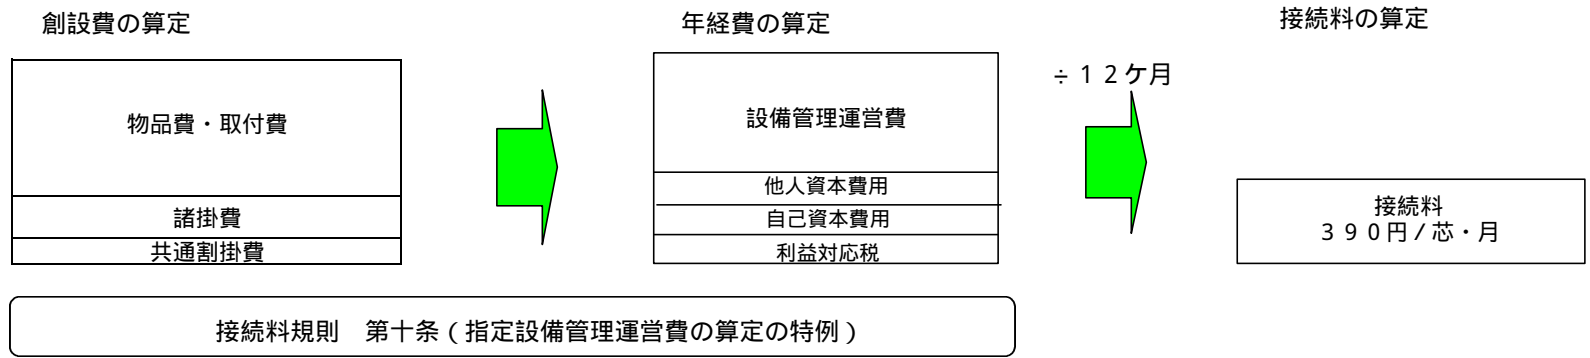 創設費の算定
物品費・取付費
諸掛費
共通割掛費
年経費の算定
設備管理運営費
他人資本費用
自己資本費用
利益対応税
÷１２ケ月
接続料の算定
接続料
３９０円／芯・月
接続料規則　第十条（指定設備管理運営費の算定の特例）